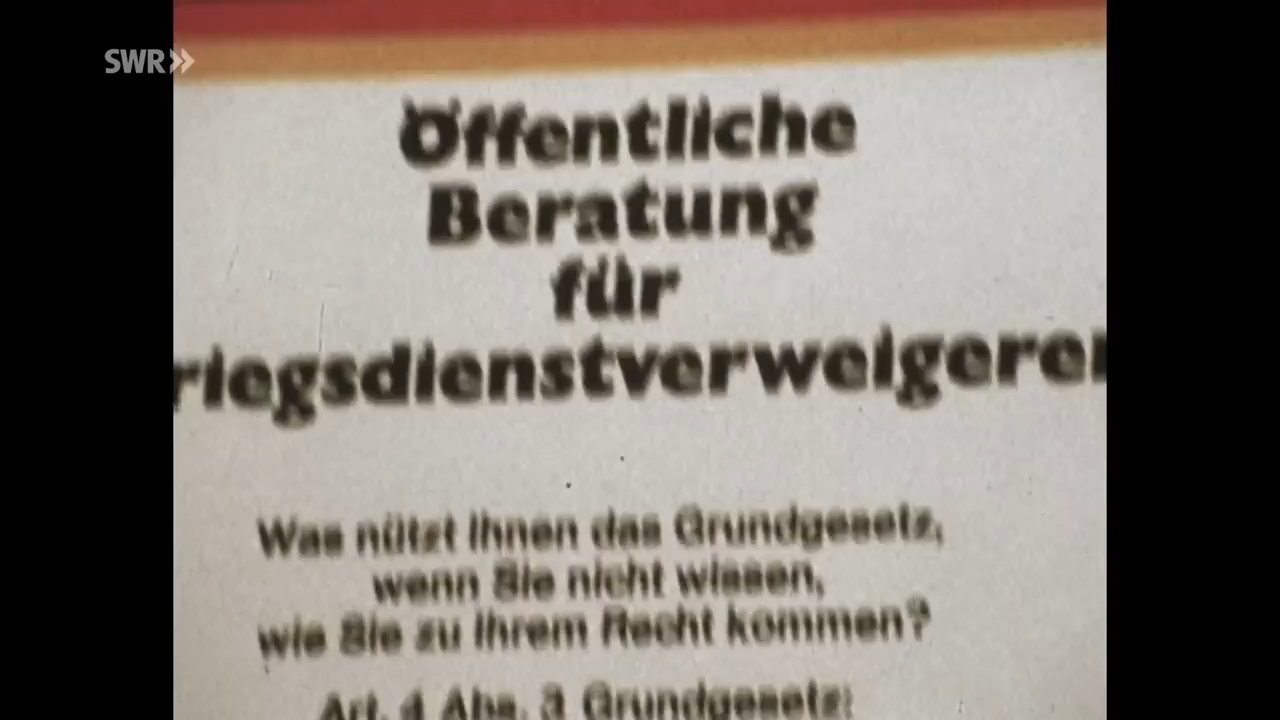 SWR
Öffentliche
Beratung
für
riegsdienstverweigerer
Was nützt Ihnen das Grundgesetz,
wenn Sie nicht wissen,
wie Sie zu Ihrem Recht kommen?
Art. 4 Abs. 3 Grundgesetz: